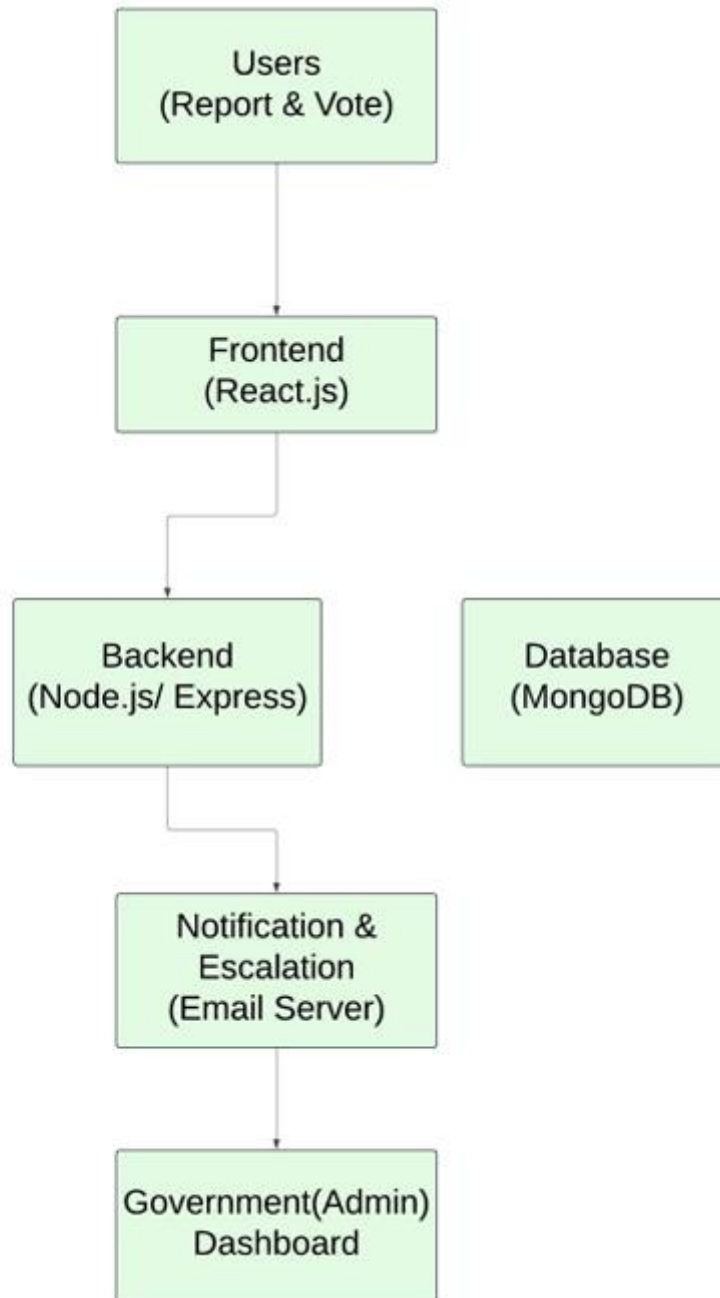 Users
(Report & Vote)
Frontend
(React.js)
Backend
(Node.js/ Express)
Database
(MongoDB)
Notification &
Escalation
(Email Server)
Government(Admin)
Dashboard